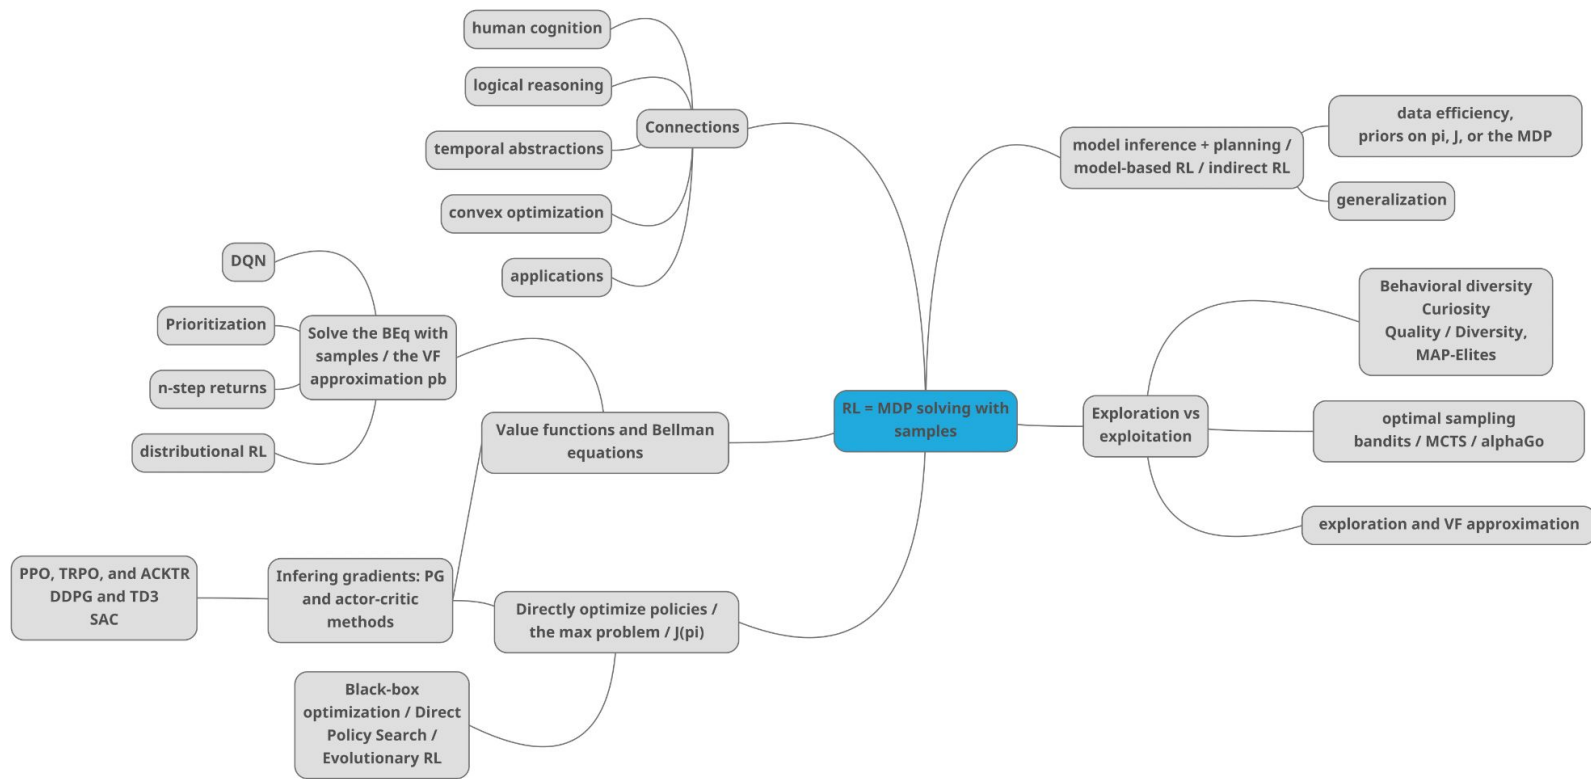 human cognition
logical reasoning
Connections
temporal abstractions
convex optimization
applications
model inference + planning /
model-based RL / indirect RL
data efficiency,
priors on pi, J, or the MDP
generalization
DQN
Prioritization
Solve the BEq with
samples / the VF
approximation pb
n-step returns
distributional RL
Value functions and Bellman
equations
RL = MDP solving with
samples
Exploration vs
exploitation
Behavioral diversity
Curiosity
Quality / Diversity,
MAP-Elites
optimal sampling
bandits / MCTS / alphaGo
exploration and VF approximation
PPO, TRPO, and ACKTR
DDPG and TD3
SAC
Infering gradients: PG
and actor-critic
methods
Directly optimize policies /
the max problem / J(pi)
Black-box
optimization / Direct
Policy Search /
Evolutionary RL